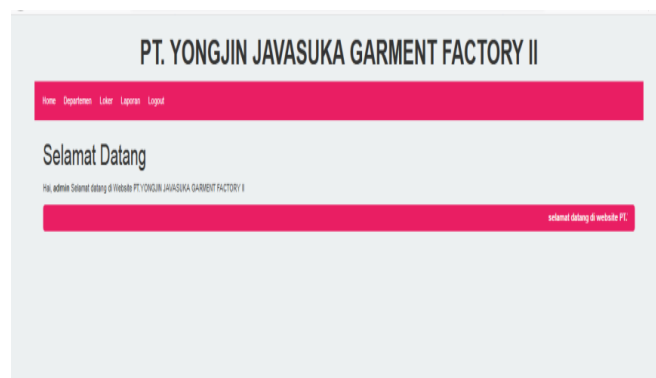 PT. YONGJIN JAVASUKA GARMENT FACTORY II
Home Departemen Loker Laporan Logout
Selamat Datang
Hai, admin Selamat datang di Website PT.YONGJIN JAVASUKA GARMENT FACTORY II
selamat datang di website PT.